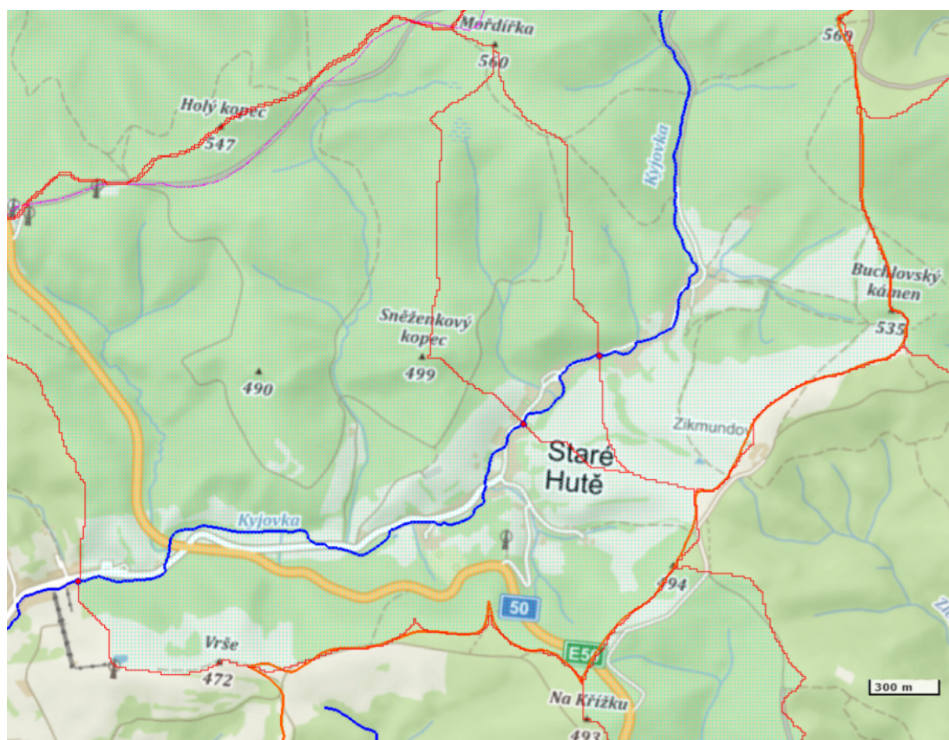 Mořdířka
560
560
Holý kopec
547
Kyjovka
Buchlovský
kámen
535
Sněženkový
kopec
499
490
Zikmundov
Staré
Hutě
Kyjovka
494
50
E50
Vrše
472
Na Křížku
493
300 m